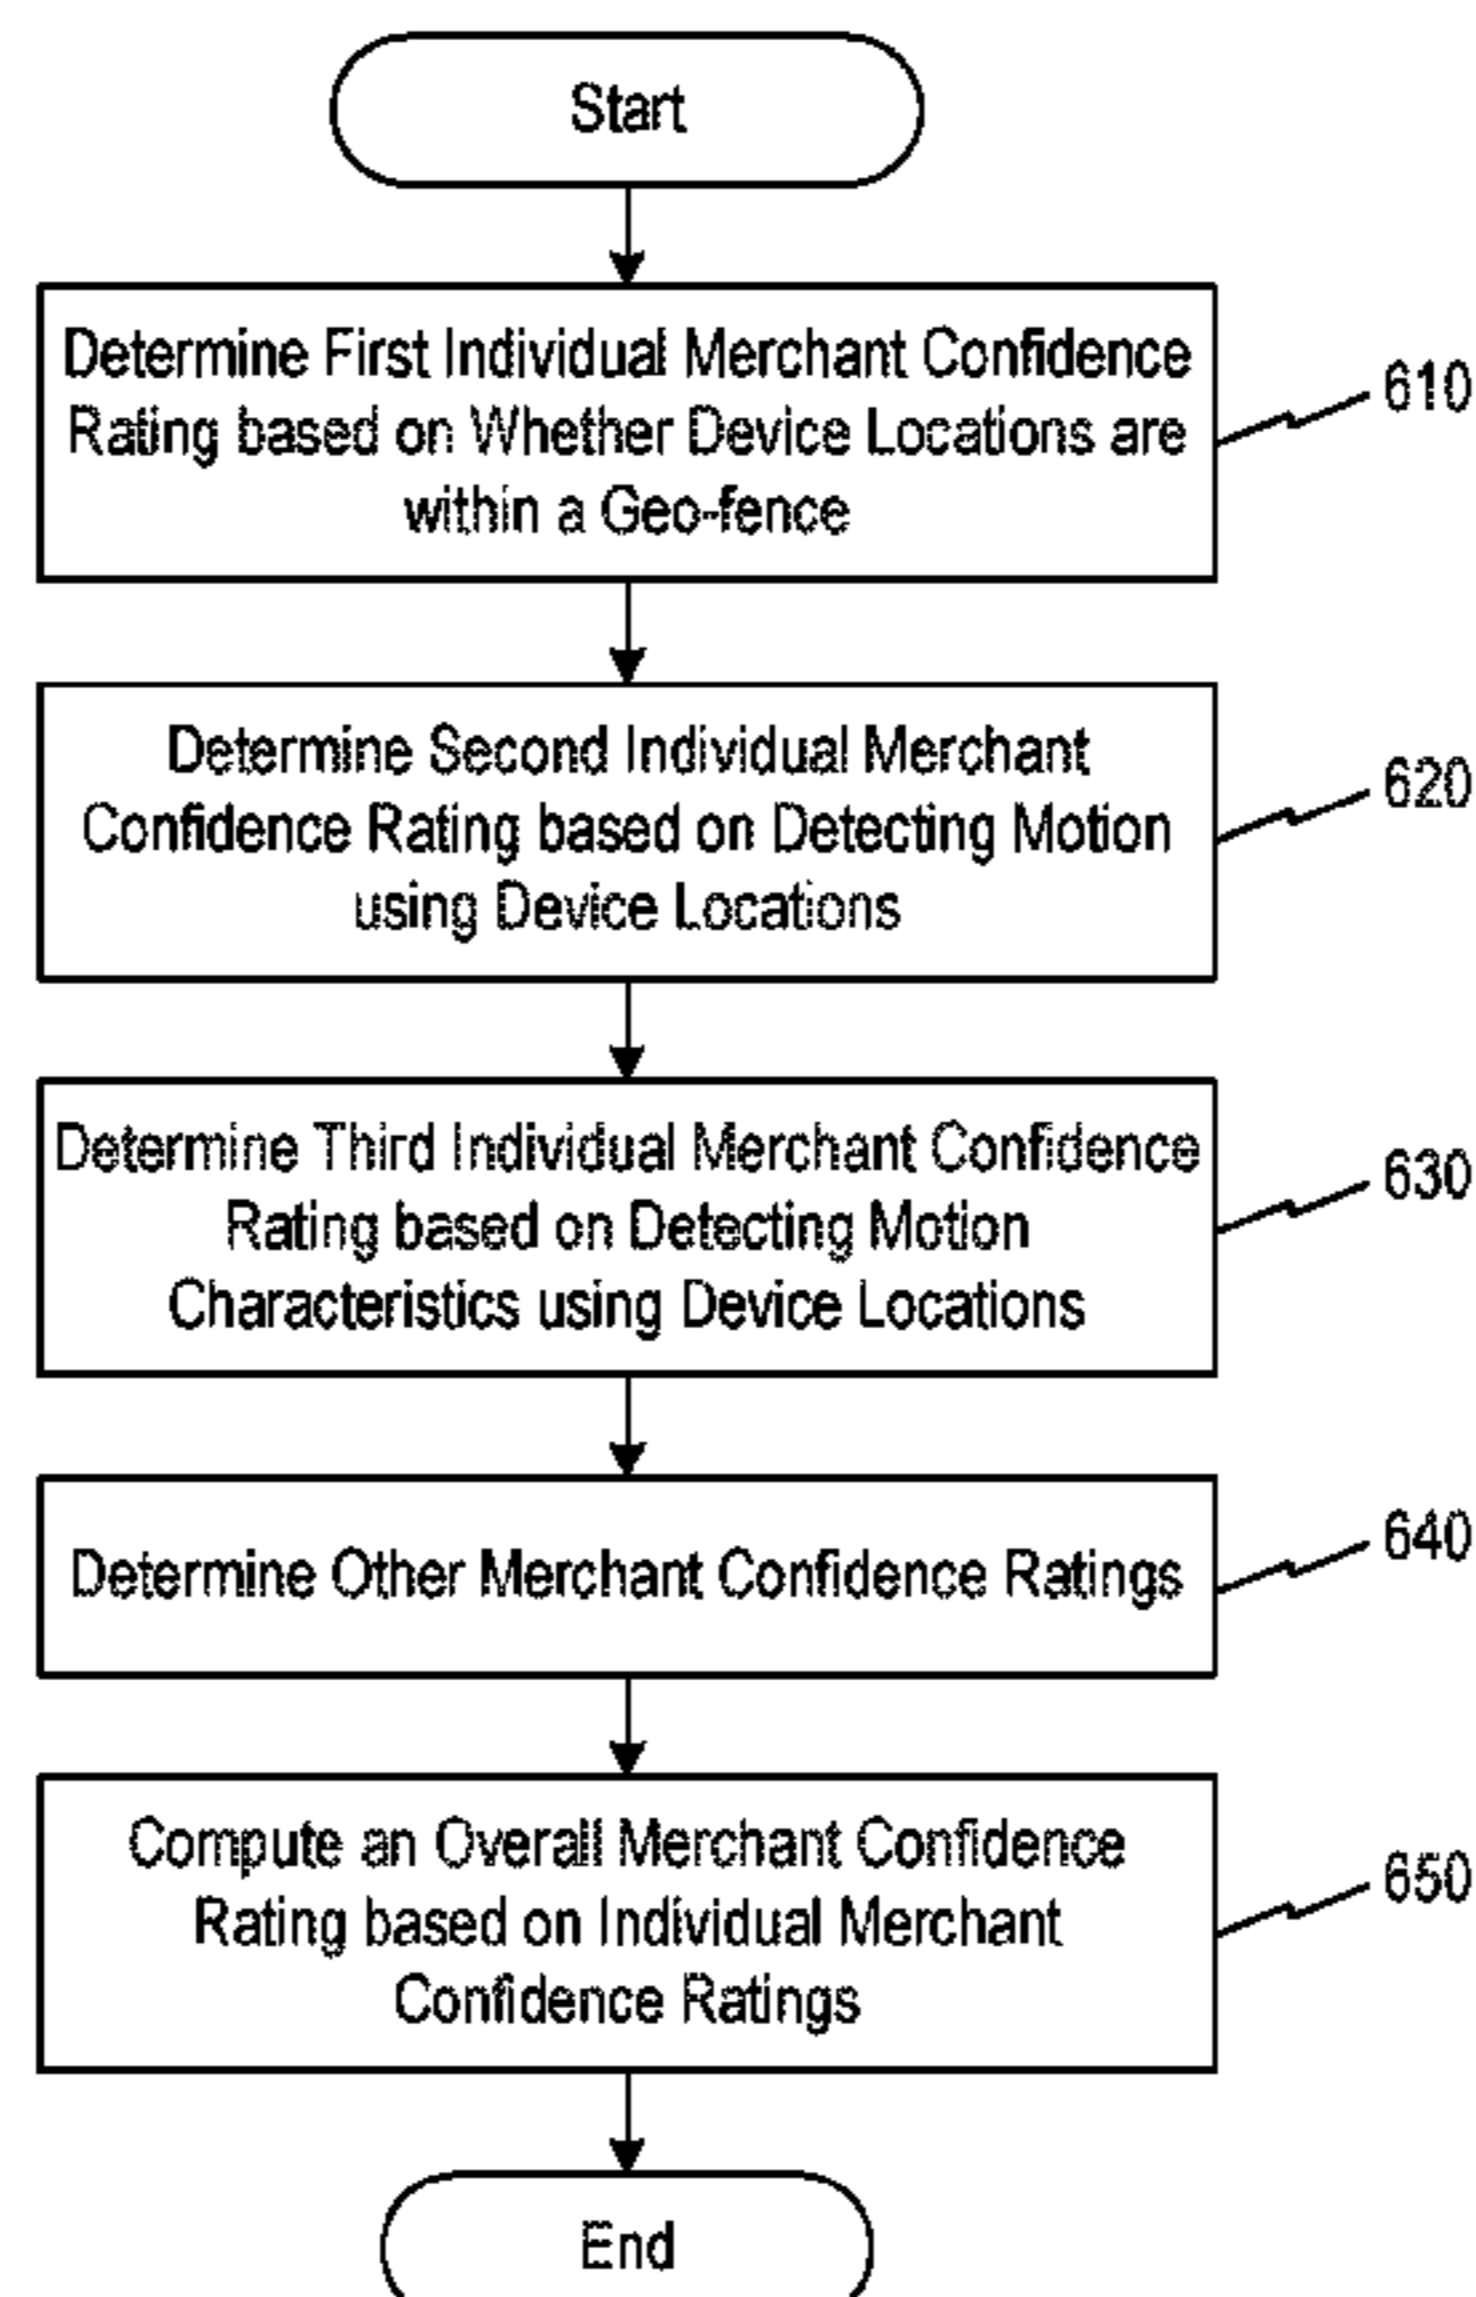 Start
Determine First Individual Merchant Confidence
Rating based on Whether Device Locations are
within a Geo-fence
610
Determine Second Individual Merchant
Confidence Rating based on Detecting Motion
using Device Locations
620
Determine Third Individual Merchant Confidence
Rating based on Detecting Motion
Characteristics using Device Locations
630
Determine Other Merchant Confidence Ratings
640
Compute an Overall Merchant Confidence
Rating based on Individual Merchant
Confidence Ratings
650
End